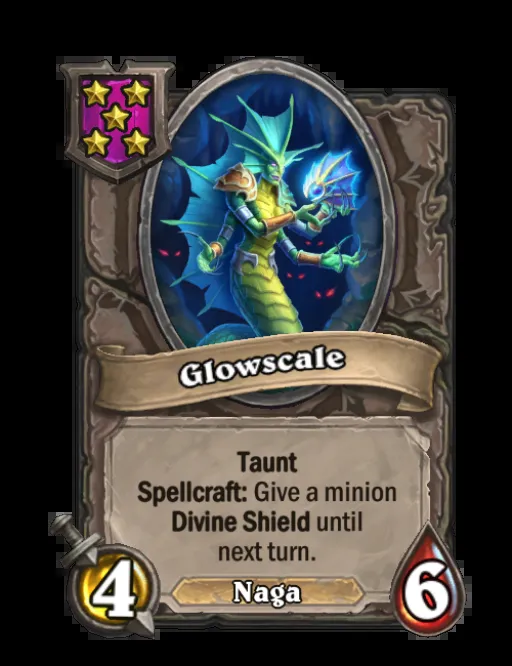 Glowscale
Taunt
Spellcraft: Give a minion
Divine Shield until
next turn.
4
Naga
6